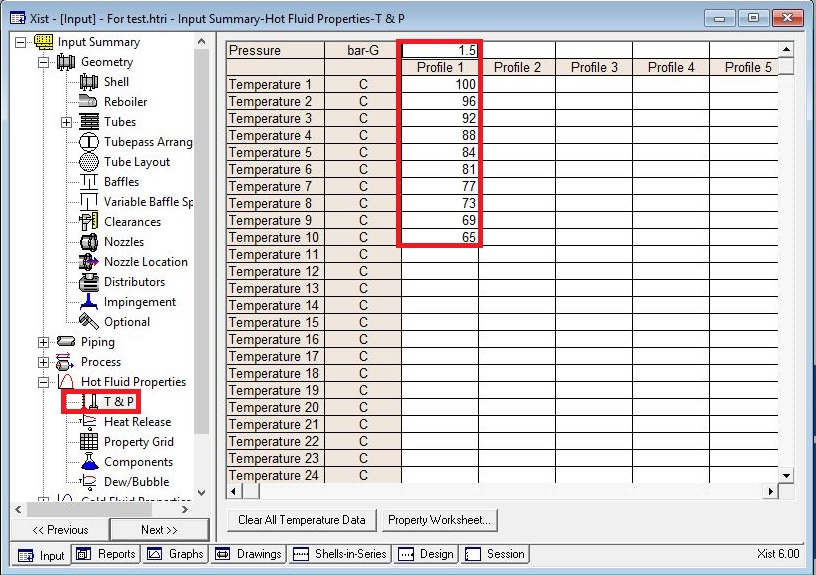 Xist - [Input] - For test.htri - Input Summary-Hot Fluid Properties-T & P
Input Summary
Geometry
Shell
Reboiler
Tubes
Tubepass Arrang
Tube Layout
Baffles
Variable Baffle Sp
Clearances
Nozzles
Nozzle Location
Distributors
Impingement
Optional
Piping
Process
Hot Fluid Properties
T & P
Heat Release
Property Grid
Components
Dew/Bubble
Cold Fluid Properties
<< Previous
Next >>
Pressure bar-G 1.5
Profile 1 Profile 2 Profile 3 Profile 4 Profile 5
Temperature 1 C 100
Temperature 2 C 96
Temperature 3 C 92
Temperature 4 C 88
Temperature 5 C 84
Temperature 6 C 81
Temperature 7 C 77
Temperature 8 C 73
Temperature 9 C 69
Temperature 10 C 65
Temperature 11 C
Temperature 12 C
Temperature 13 C
Temperature 14 C
Temperature 15 C
Temperature 16 C
Temperature 17 C
Temperature 18 C
Temperature 19 C
Temperature 20 C
Temperature 21 C
Temperature 22 C
Temperature 23 C
Temperature 24 C
Clear All Temperature Data Property Worksheet...
Input Reports Graphs Drawings Shells-in-Series Design Session Xist 6.00